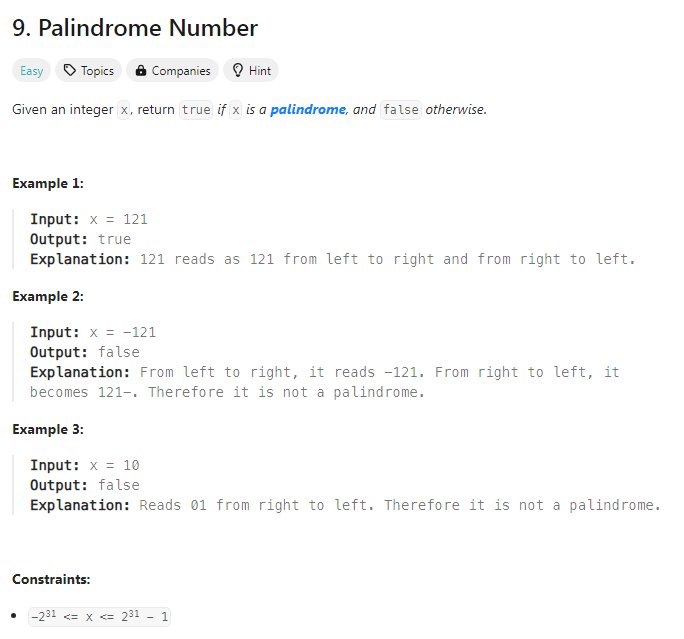 9. Palindrome Number
Easy Topics Companies Hint
Given an integer x, return true if x is a palindrome, and false otherwise.
Example 1:
Input: x = 121
Output: true
Explanation: 121 reads as 121 from left to right and from right to left.
Example 2:
Input: x = -121
Output: false
Explanation: From left to right, it reads -121. From right to left, it
becomes 121-. Therefore it is not a palindrome.
Example 3:
Input: x = 10
Output: false
Explanation: Reads 01 from right to left. Therefore it is not a palindrome.
Constraints:
• -2³¹ <= x <= 2³¹ - 1